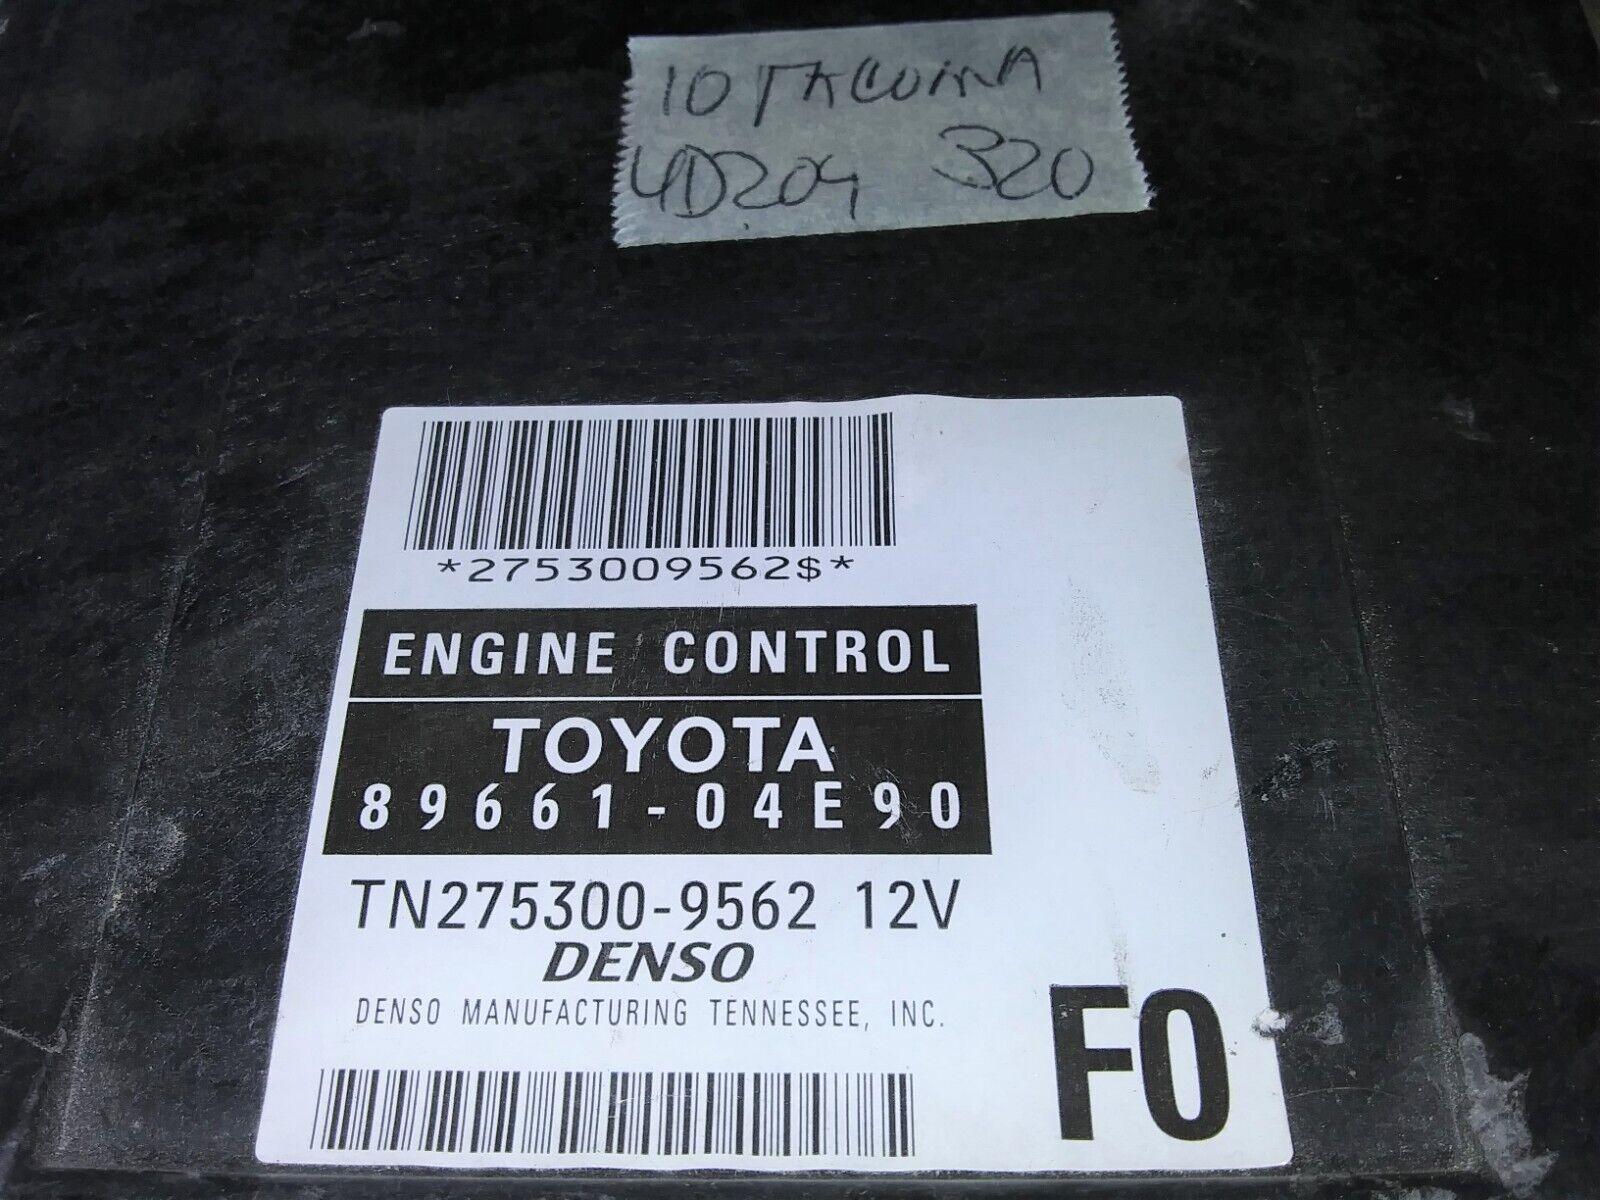 10 TACOMA
4D204 320
*2753009562$*
ENGINE CONTROL
TOYOTA
89661-04E90
TN275300-9562 12V
DENSO
DENSO MANUFACTURING TENNESSEE, INC.
F0